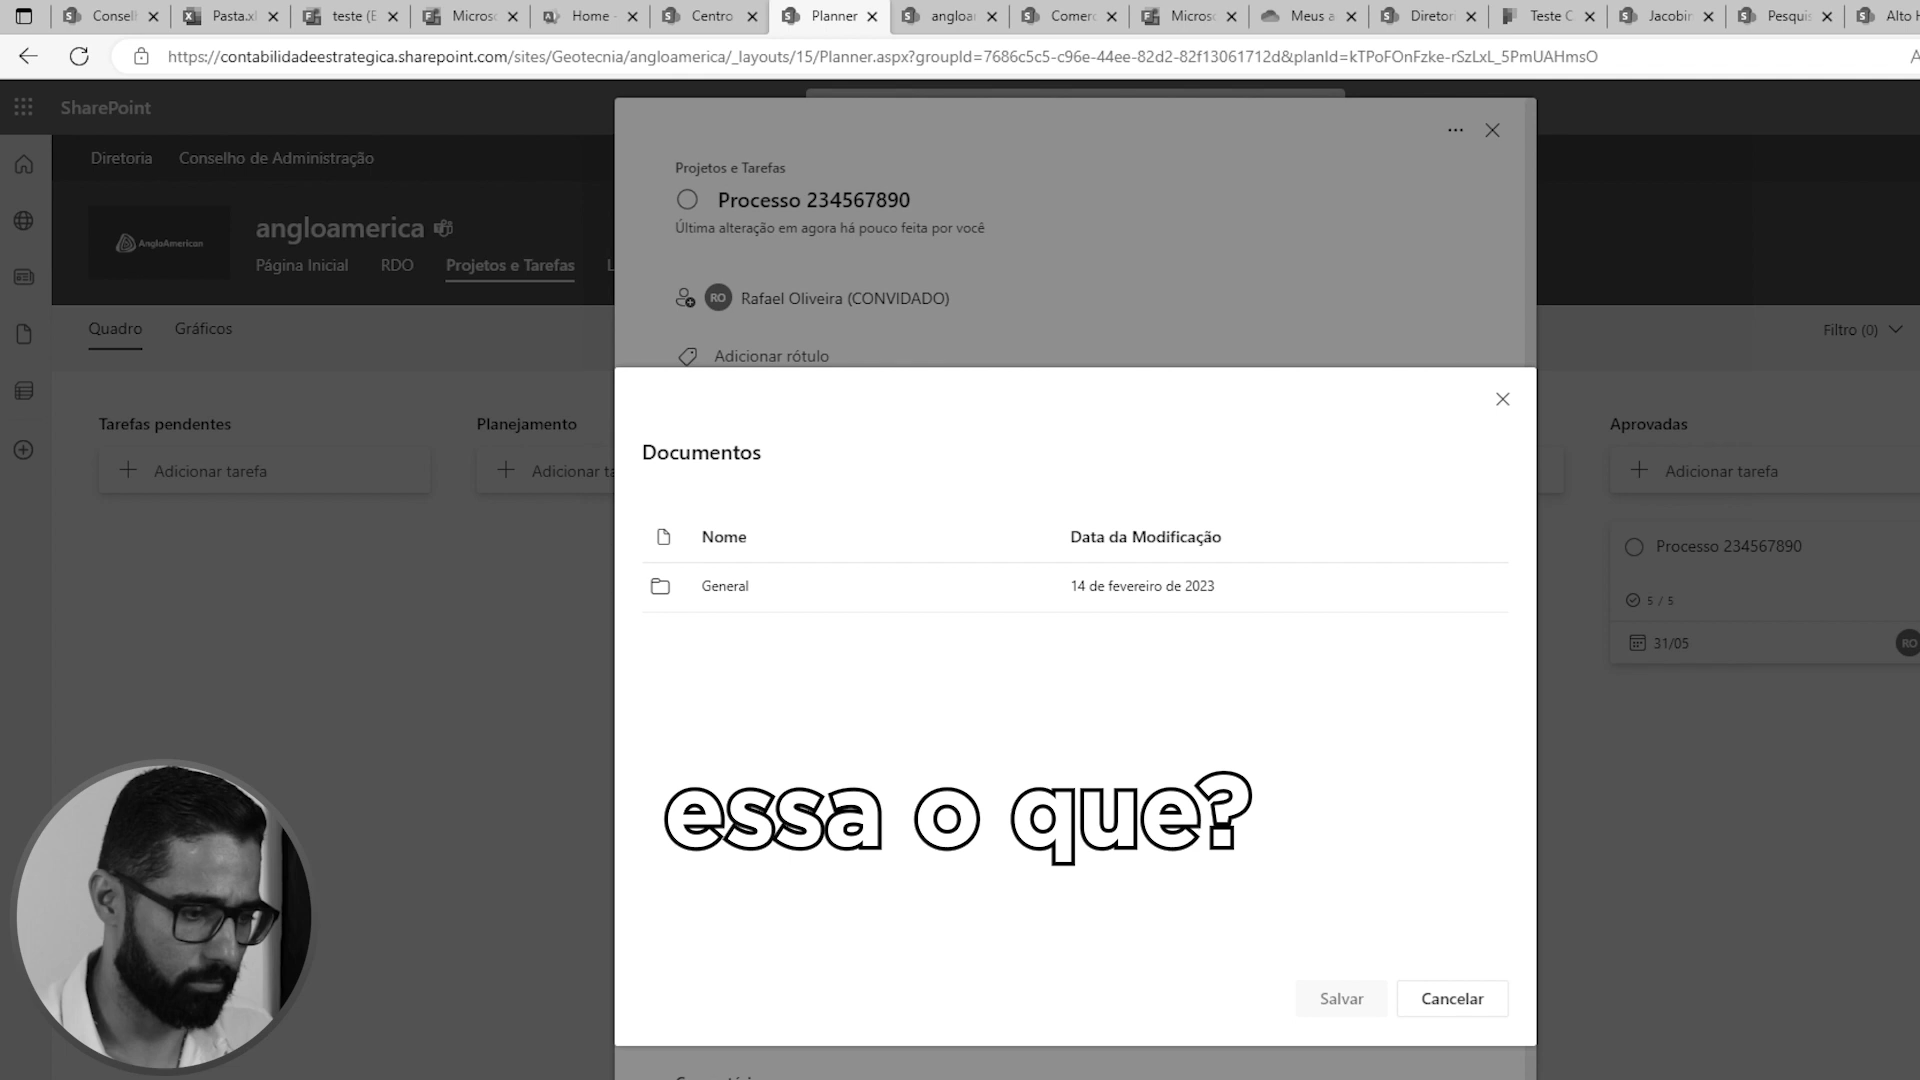 Consell
Pasta.xl
teste (E
Microsc
Home -
Centro
Planner
angloar
Comerc
Microsc
Meus a
Diretori
Teste C
Jacobin
Pesquis
Alto H
https://contabilidadeestrategica.sharepoint.com/sites/Geotecnia/angloamerica/_layouts/15/Planner.aspx?groupId=7686c5c5-c96e-44ee-82d2-82f13061712d&planId=kTPoFOnFzke-rSzLxL_5PmUAHmsO
SharePoint
Diretoria Conselho de Administração
AngloAmerican
angloamerica
Página Inicial RDO Projetos e Tarefas L
Quadro Gráficos
Filtro (0)
Projetos e Tarefas
Processo 234567890
Última alteração em agora há pouco feita por você
RO Rafael Oliveira (CONVIDADO)
Adicionar rótulo
Tarefas pendentes
Adicionar tarefa
Planejamento
Adicionar ta
Aprovadas
Adicionar tarefa
Processo 234567890
5 / 5
31/05
RO
Documentos
Nome Data da Modificação
General 14 de fevereiro de 2023
essa o que?
Salvar Cancelar